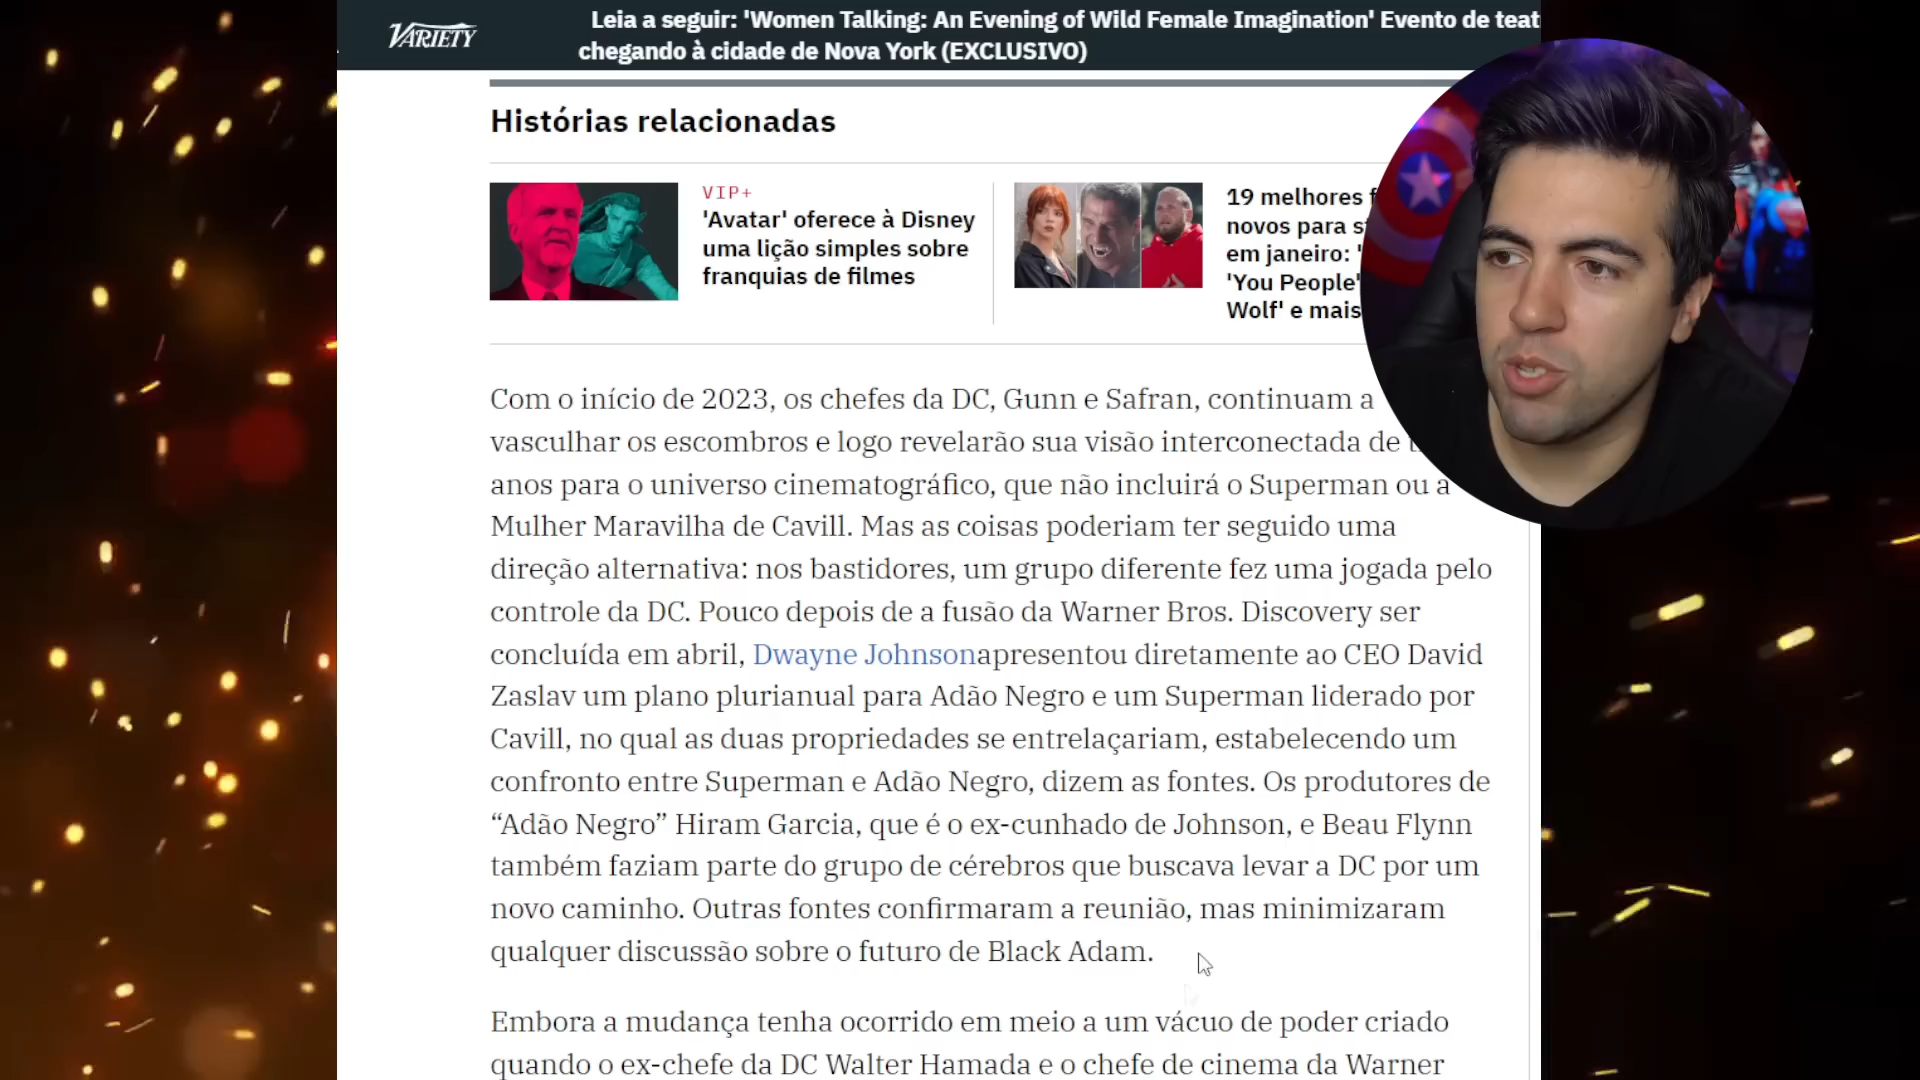 VARIETY
Leia a seguir: 'Women Talking: An Evening of Wild Female Imagination' Evento de teat
chegando à cidade de Nova York (EXCLUSIVO)
Histórias relacionadas
VIP+
'Avatar' oferece à Disney
uma lição simples sobre
franquias de filmes
19 melhores f
novos para s
em janeiro: '
'You People'
Wolf' e mais
Com o início de 2023, os chefes da DC, Gunn e Safran, continuam a
vasculhar os escombros e logo revelarão sua visão interconectada de
anos para o universo cinematográfico, que não incluirá o Superman ou a
Mulher Maravilha de Cavill. Mas as coisas poderiam ter seguido uma
direção alternativa: nos bastidores, um grupo diferente fez uma jogada pelo
controle da DC. Pouco depois de a fusão da Warner Bros. Discovery ser
concluída em abril, Dwayne Johnsonapresentou diretamente ao CEO David
Zaslav um plano plurianual para Adão Negro e um Superman liderado por
Cavill, no qual as duas propriedades se entrelaçariam, estabelecendo um
confronto entre Superman e Adão Negro, dizem as fontes. Os produtores de
“Adão Negro” Hiram Garcia, que é o ex-cunhado de Johnson, e Beau Flynn
também faziam parte do grupo de cérebros que buscava levar a DC por um
novo caminho. Outras fontes confirmaram a reunião, mas minimizaram
qualquer discussão sobre o futuro de Black Adam.
Embora a mudança tenha ocorrido em meio a um vácuo de poder criado
quando o ex-chefe da DC Walter Hamada e o chefe de cinema da Warner